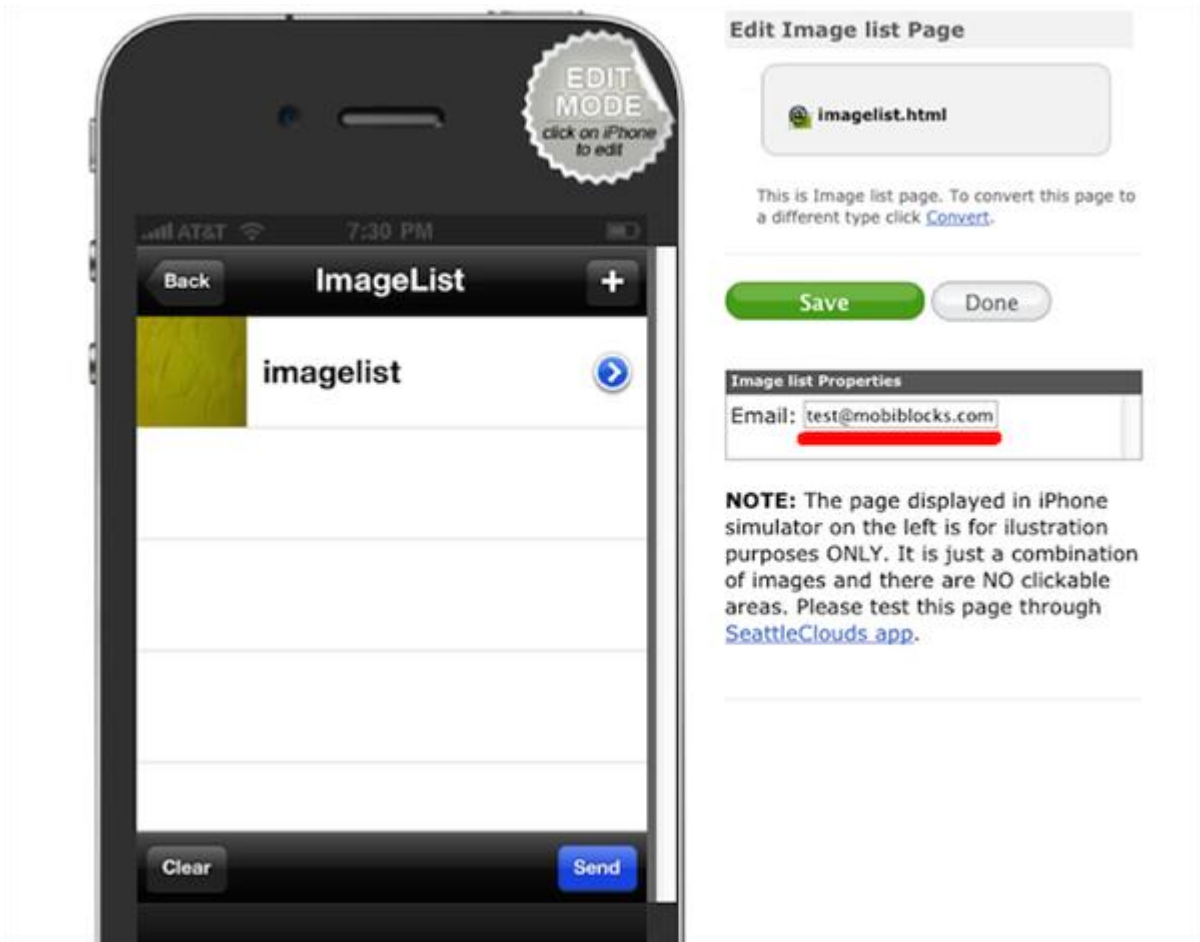 EDIT
MODE
click on iPhone
to edit
AT&T 7:30 PM
Back ImageList +
imagelist
Clear Send
Edit Image list Page
imagelist.html
This is Image list page. To convert this page to
a different type click Convert.
Save Done
Image list Properties
Email: test@mobiblocks.com
NOTE: The page displayed in iPhone
simulator on the left is for ilustration
purposes ONLY. It is just a combination
of images and there are NO clickable
areas. Please test this page through
SeattleClouds app.